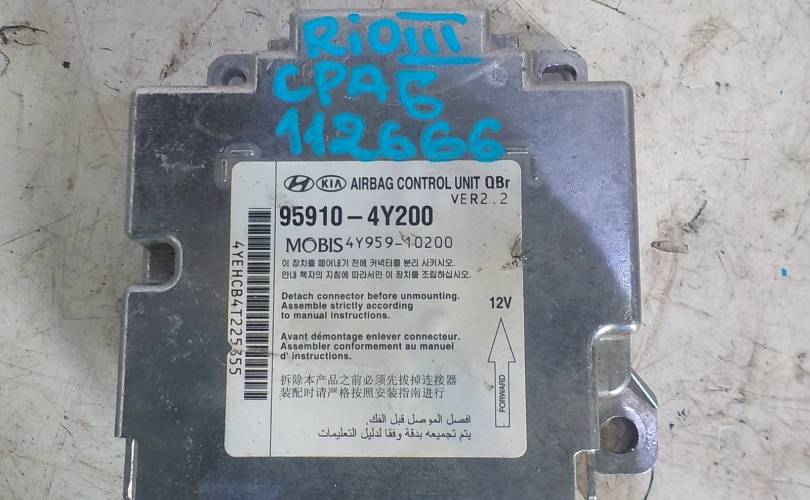 RiO III
СРАБ
112666
HYUNDAI KIA AIRBAG CONTROL UNIT QBr
VER2.2
95910-4Y200
MOBIS 4Y959-10200
이 장치를 떼어내기 전에 커넥터를 분리 시키시오.
안내 책자의 지침에 따라서만 이 장치를 조립하십시오.
Detach connector before unmounting.
Assemble strictly according
to manual instructions.
12V
Avant démontage enlever connecteur.
Assembler conformement au manuel
d' instructions.
拆除本产品之前必须先拔掉连接器
装配时请严格按照安装指南进行
FORWARD
افصل الموصل قبل الفك.
يتم تجميعه بدقة وفقا لدليل التعليمات
4YEHCB4T225355